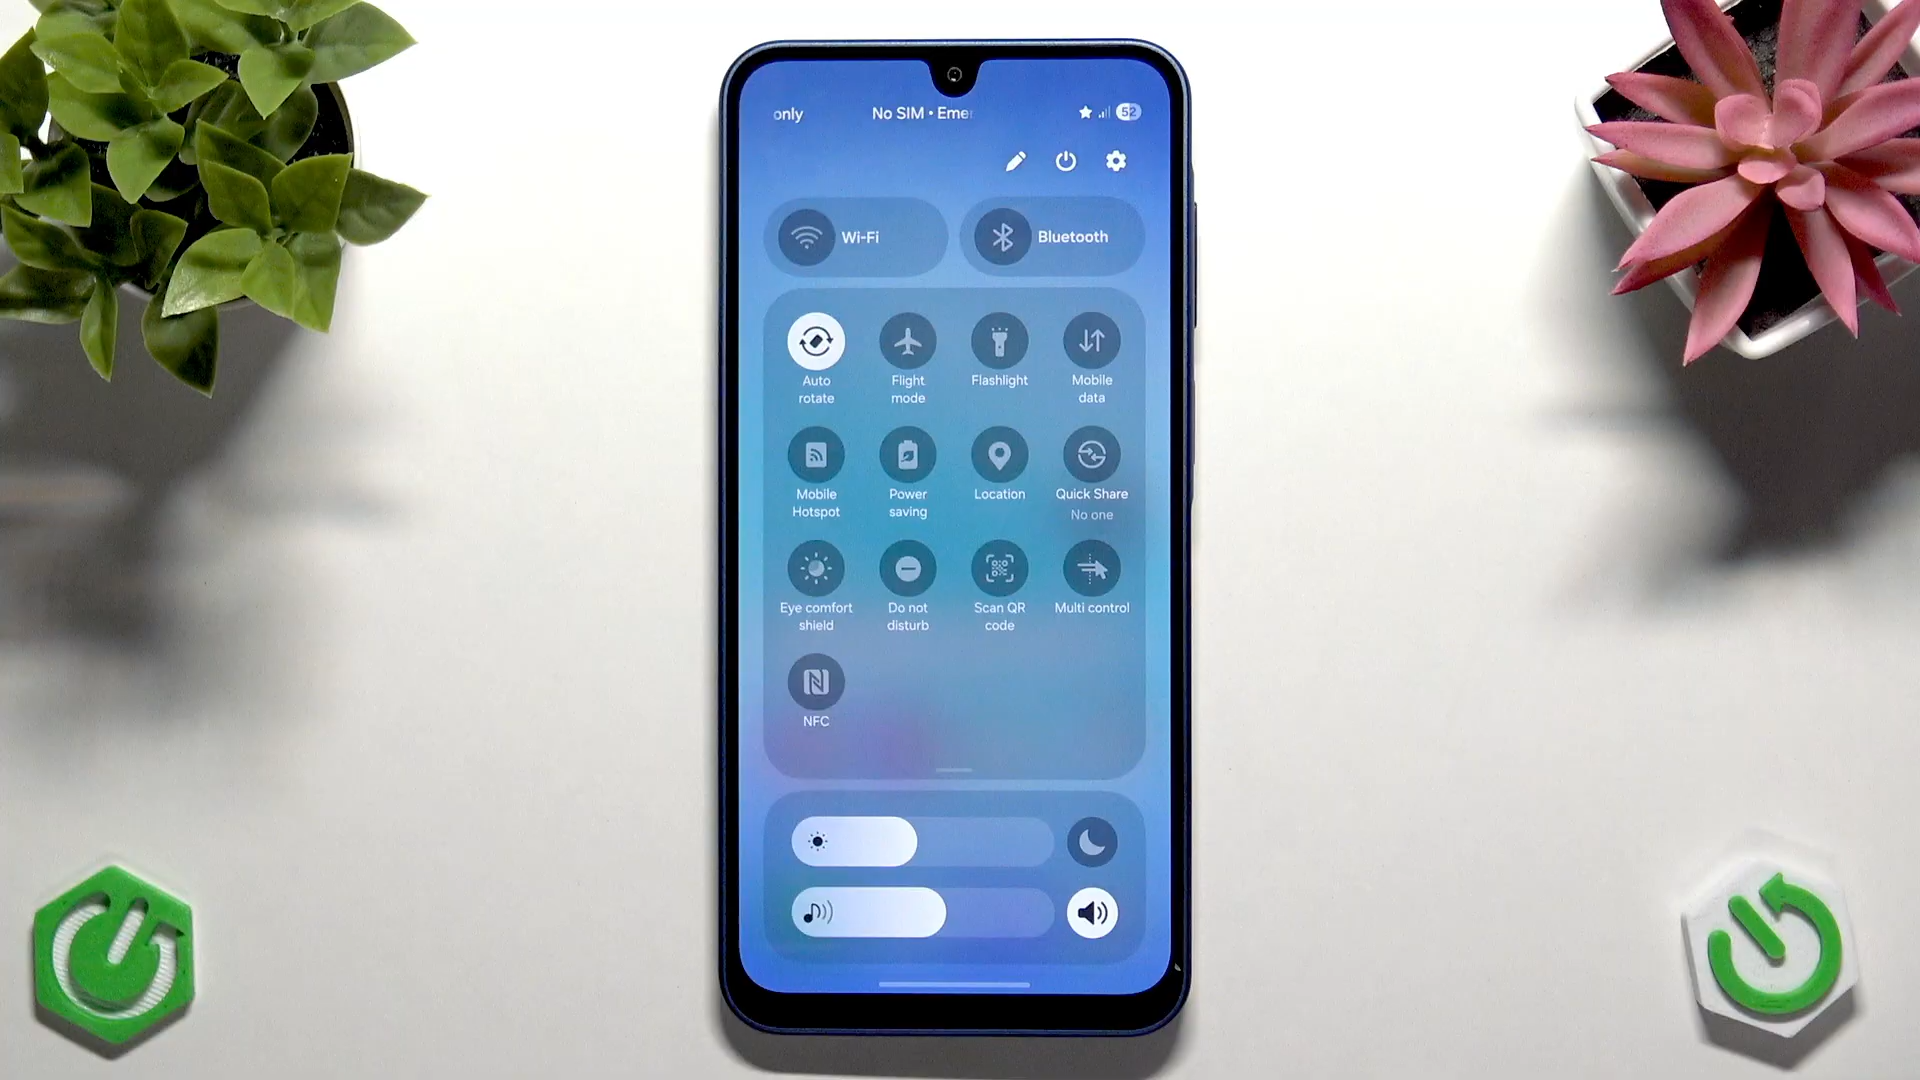 only No SIM • Emer 52
Wi-Fi Bluetooth
Auto rotate
Flight mode
Flashlight
Mobile data
Mobile Hotspot
Power saving
Location
Quick Share
No one
Eye comfort shield
Do not disturb
Scan QR code
Multi control
NFC